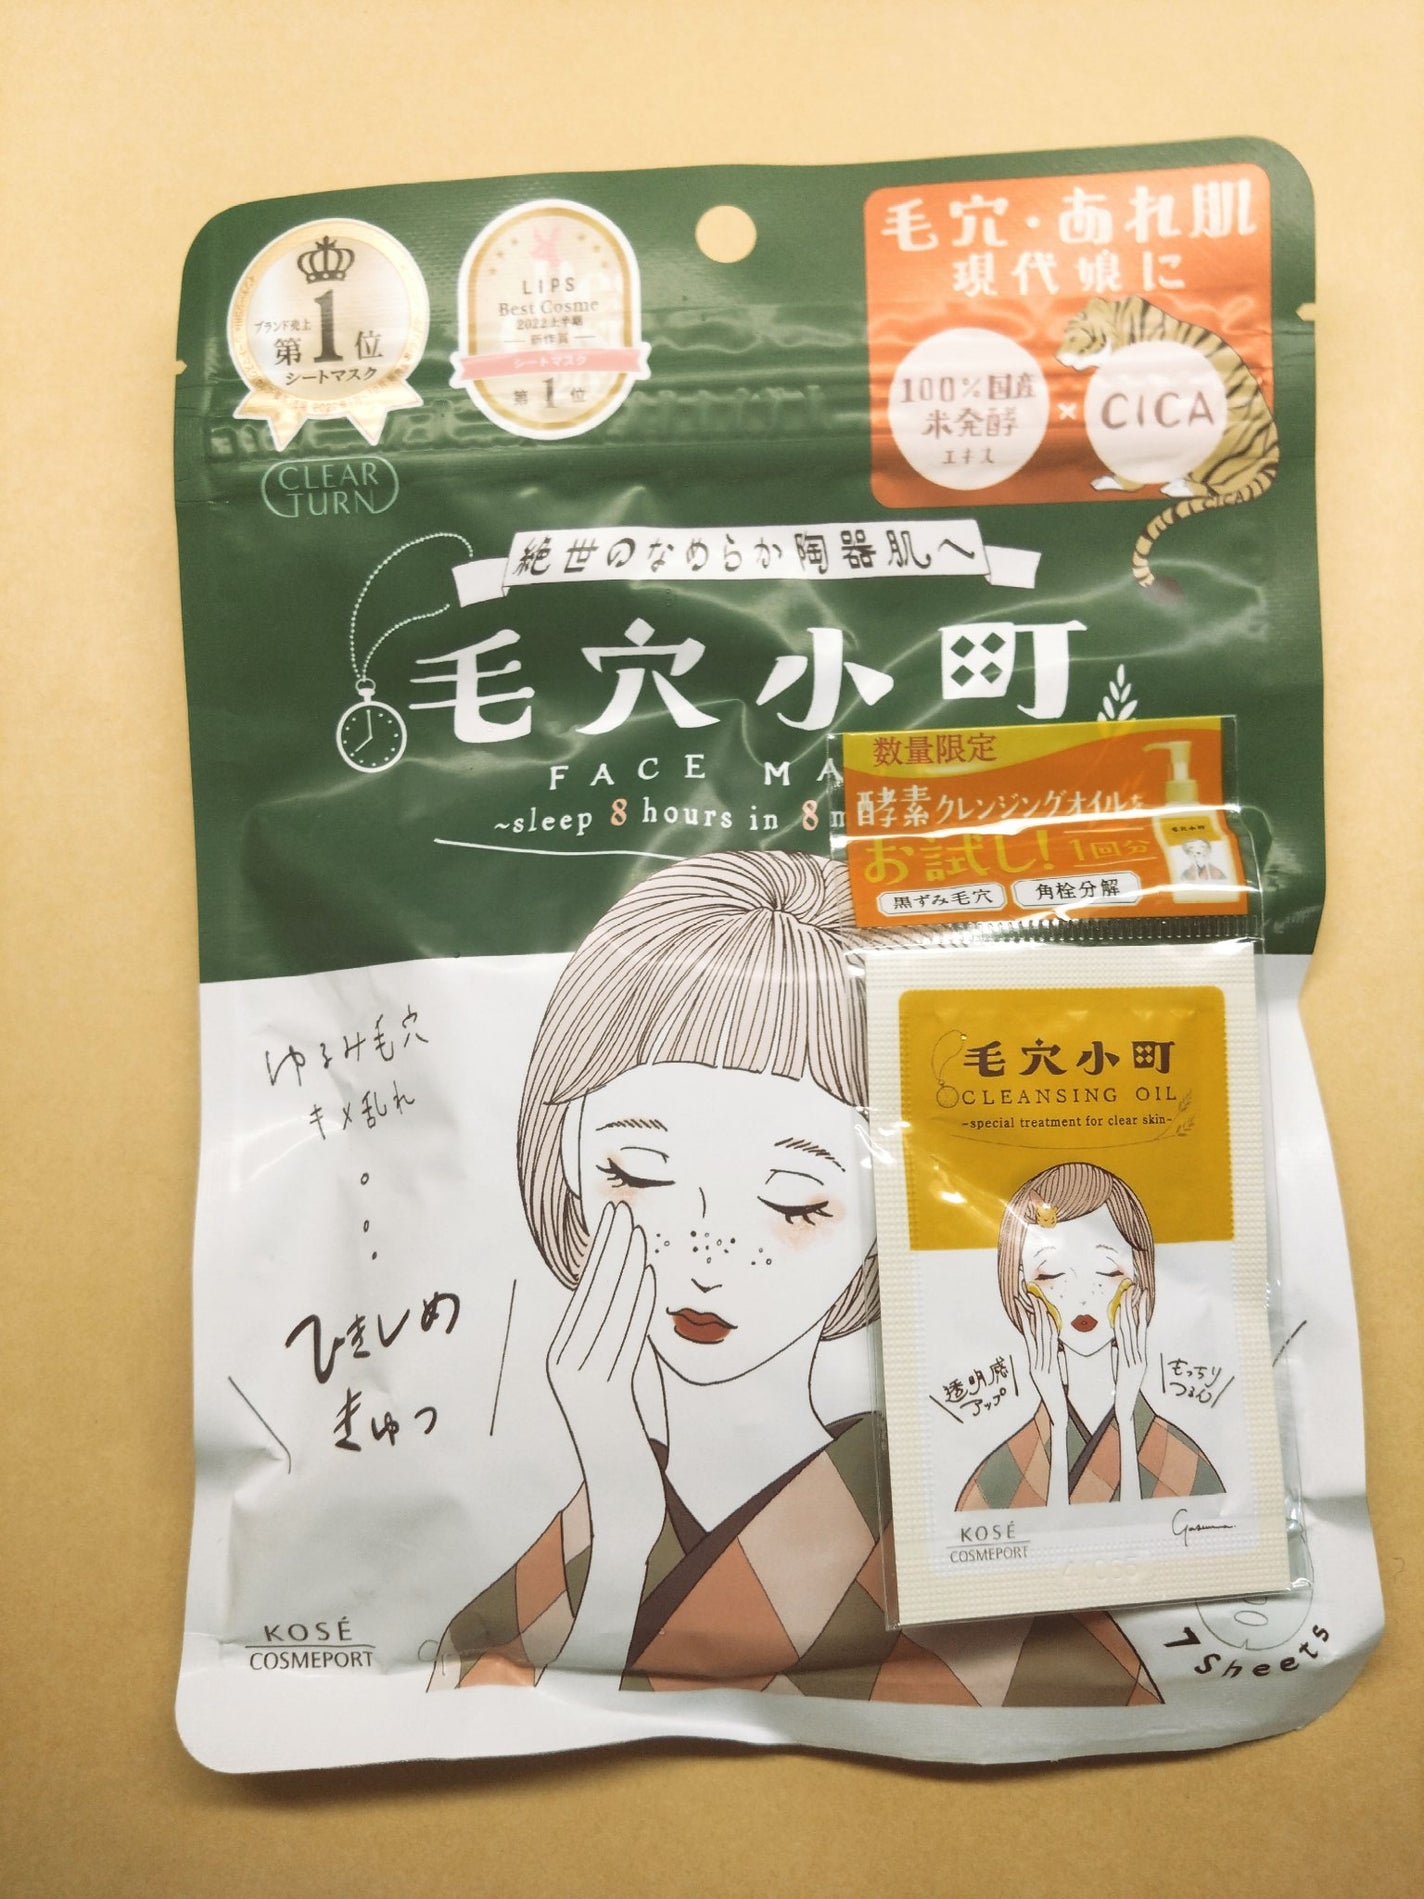 ブランド売上
第1位
シートマスク
LIPS
Best Cosme
2022上半期
新作賞
シートマスク
第1位
毛穴・あれ肌
現代娘に
100%国産
米発酵
エキス
×
CICA
CICA
CLEAR
TURN
絶世のなめらか陶器肌へ
毛穴小町
FACE MA
~sleep 8 hours in 8 m
数量限定
酵素クレンジングオイルを
お試し!1回分
黒ずみ毛穴
角栓分解
毛穴小町
ゆるみ毛穴
キメ乱れ
ひきしめ
きゅっ
毛穴小町
CLEANSING OIL
~special treatment for clear skin~
透明感
アップ
もっちり
つるん
KOSÉ
COSMEPORT
KOSÉ
COSMEPORT
7 Sheets